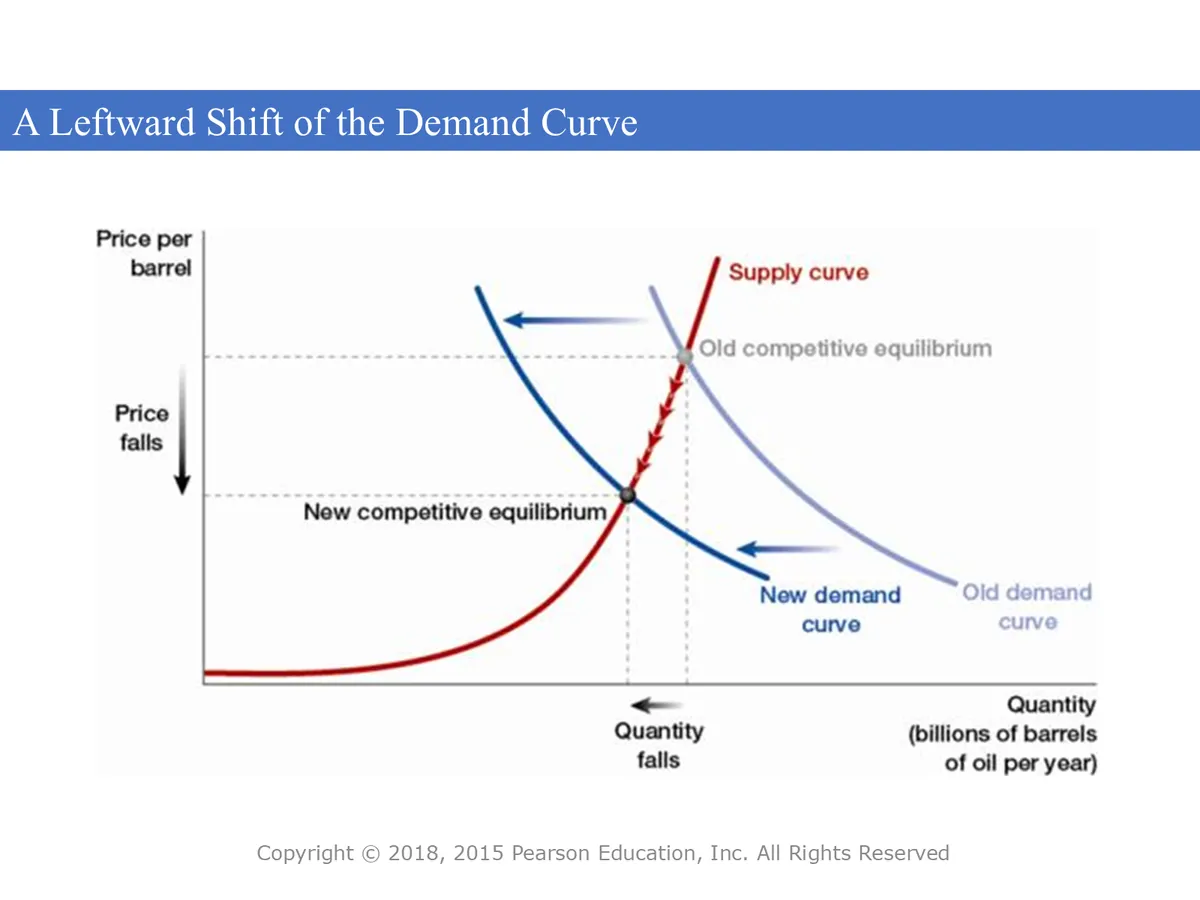 A Leftward Shift of the Demand Curve
Price per
barrel
Supply curve
Old competitive equilibrium
Price
falls
New competitive equilibrium
New demand
curve
Old demand
curve
Quantity
falls
Quantity
(billions of barrels
of oil per year)
Copyright © 2018, 2015 Pearson Education, Inc. All Rights Reserved